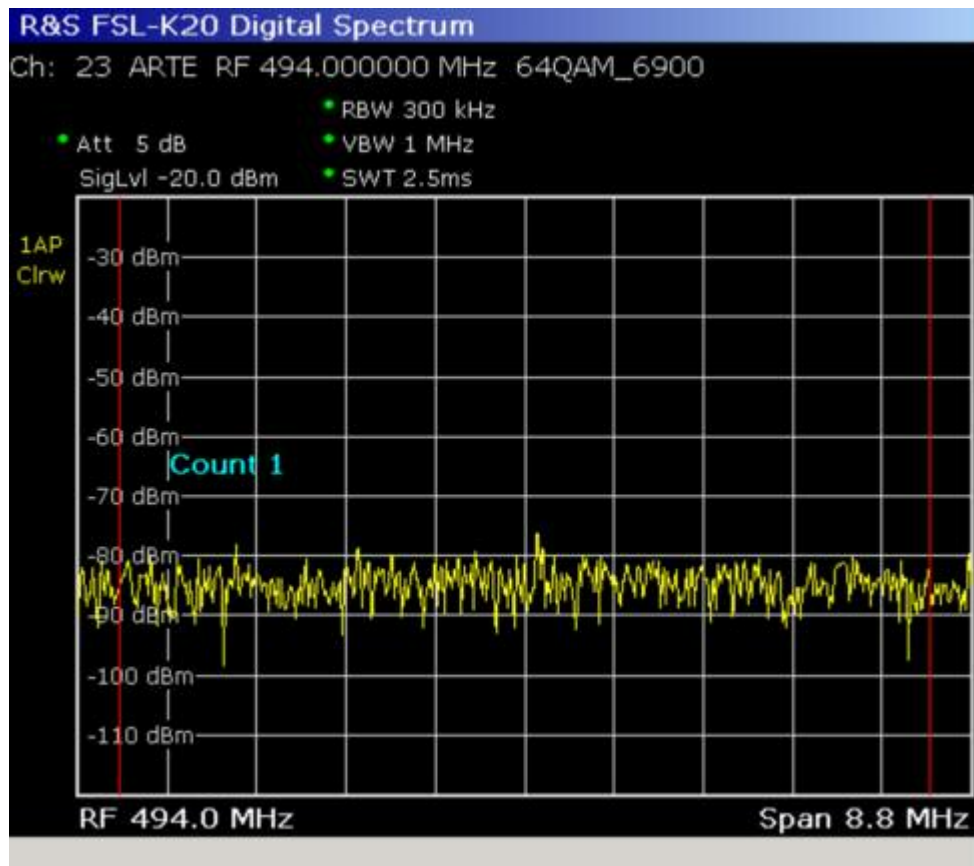 R&S FSL-K20 Digital Spectrum
Ch: 23 ARTE RF 494.000000 MHz 64QAM_6900
RBW 300 kHz
Att 5 dB
VBW 1 MHz
SigLvl -20.0 dBm
SWT 2.5ms
1AP
Clrw
-30 dBm
-40 dBm
-50 dBm
-60 dBm
Count 1
-70 dBm
-80 dBm
-90 dBm
-100 dBm
-110 dBm
RF 494.0 MHz
Span 8.8 MHz